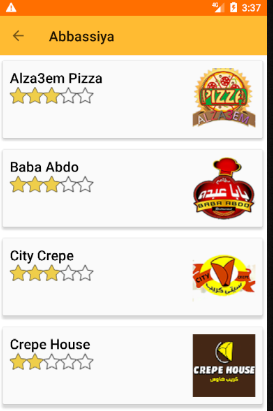 3:37
Abbassiya
Alza3em Pizza
PIZZA
ALZA3EM
Baba Abdo
بابا عبده
BABA ABDO
City Crepe
CITY
سيتى كريب
Crepe House
CREPE HOUSE
كريب هاوس